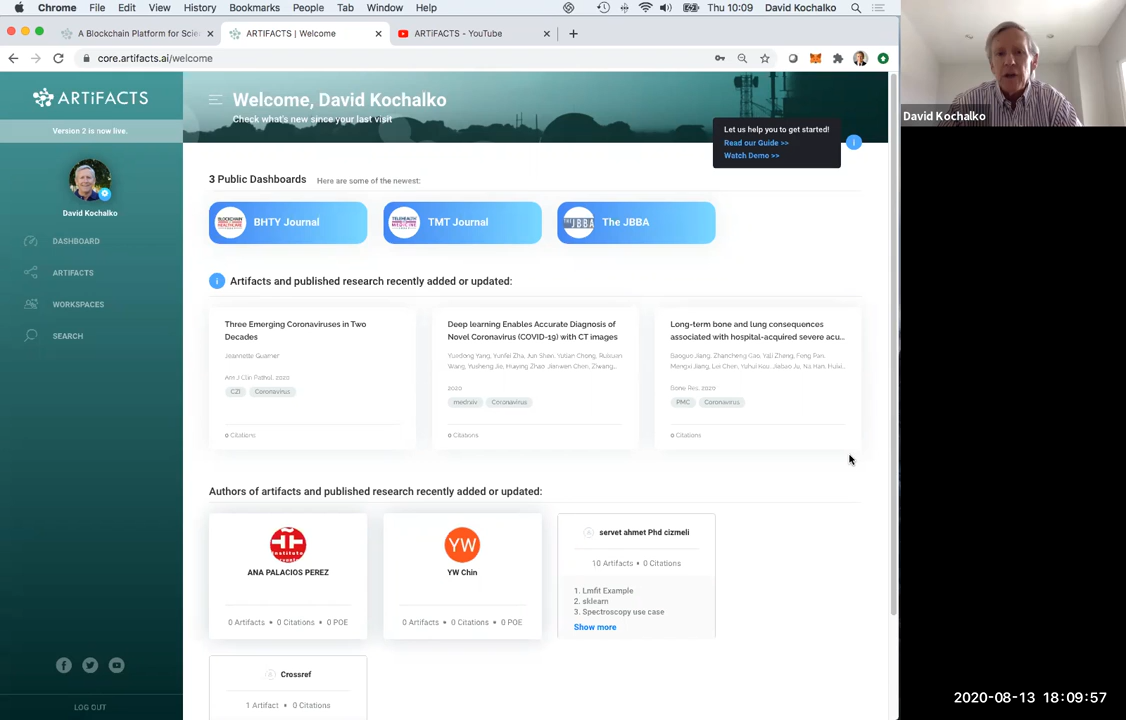 Chrome File Edit View History Bookmarks People Tab Window Help Thu 10:09 David Kochalko
A Blockchain Platform for Scie
ARTiFACTS | Welcome
ARTiFACTS - YouTube
core.artifacts.ai/welcome
ARTiFACTS
Version 2 is now live.
David Kochalko
DASHBOARD
ARTIFACTS
WORKSPACES
SEARCH
LOG OUT
Welcome, David Kochalko
Check what's new since your last visit
Let us help you to get started!
Read our Guide >>
Watch Demo >>
3 Public Dashboards Here are some of the newest:
BHTY Journal
TMT Journal
The JBBA
Artifacts and published research recently added or updated:
Three Emerging Coronaviruses in Two
Decades
Jeannette Guarner
Am J Clin Pathol, 2020
CZI Coronavirus
0 Citations
Deep learning Enables Accurate Diagnosis of
Novel Coronavirus (COVID-19) with CT images
2020
medrxiv Coronavirus
0 Citations
Long-term bone and lung consequences
associated with hospital-acquired severe acu...
Bone Res, 2020
PMC Coronavirus
0 Citations
Authors of artifacts and published research recently added or updated:
ANA PALACIOS PEREZ
0 Artifacts • 0 Citations • 0 POE
YW
YW Chin
0 Artifacts • 0 Citations • 0 POE
servet ahmet Phd cizmeli
10 Artifacts • 0 Citations
1. Lmfit Example
2. sklearn
3. Spectroscopy use case
Show more
Crossref
1 Artifact • 0 Citations
David Kochalko
2020-08-13 18:09:57